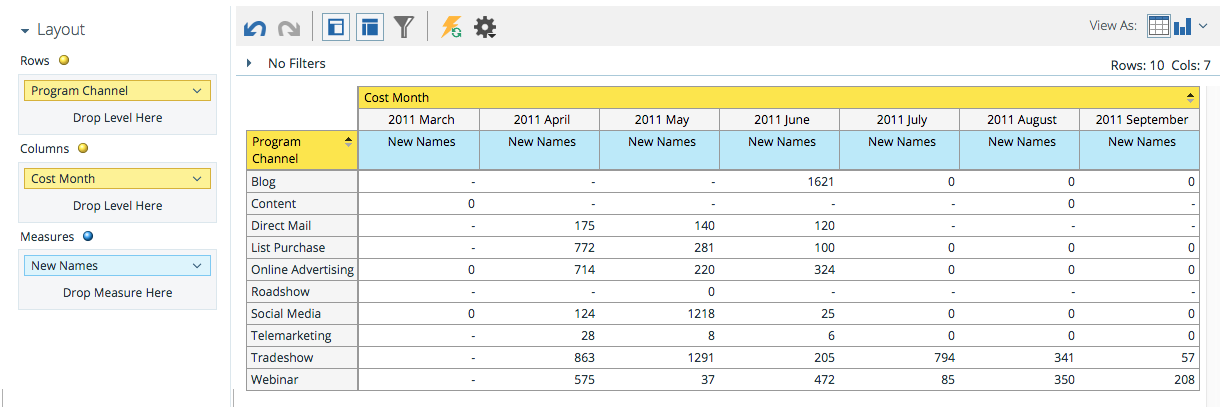 Layout
Rows
Program Channel
Drop Level Here
Columns
Cost Month
Drop Level Here
Measures
New Names
Drop Measure Here
View As:
No Filters
Rows: 10 Cols: 7
Cost Month
2011 March 2011 April 2011 May 2011 June 2011 July 2011 August 2011 September
Program Channel New Names New Names New Names New Names New Names New Names New Names
Blog - - - 1621 0 0 0
Content 0 - - - - 0 -
Direct Mail - 175 140 120 - - -
List Purchase - 772 281 100 0 0 0
Online Advertising 0 714 220 324 0 0 0
Roadshow - - 0 - - - -
Social Media 0 124 1218 25 0 0 0
Telemarketing - 28 8 6 0 0 0
Tradeshow - 863 1291 205 794 341 57
Webinar - 575 37 472 85 350 208